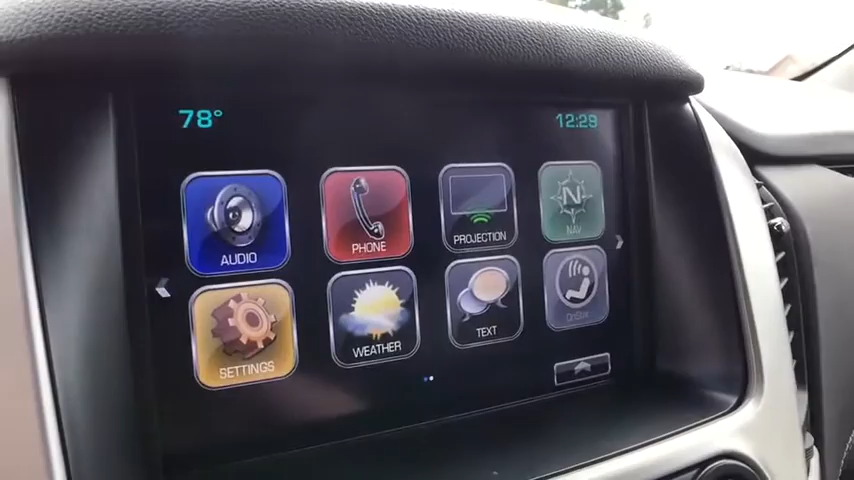 78°
12:29
AUDIO
PHONE
PROJECTION
N
NAV
SETTINGS
WEATHER
TEXT
OnStar